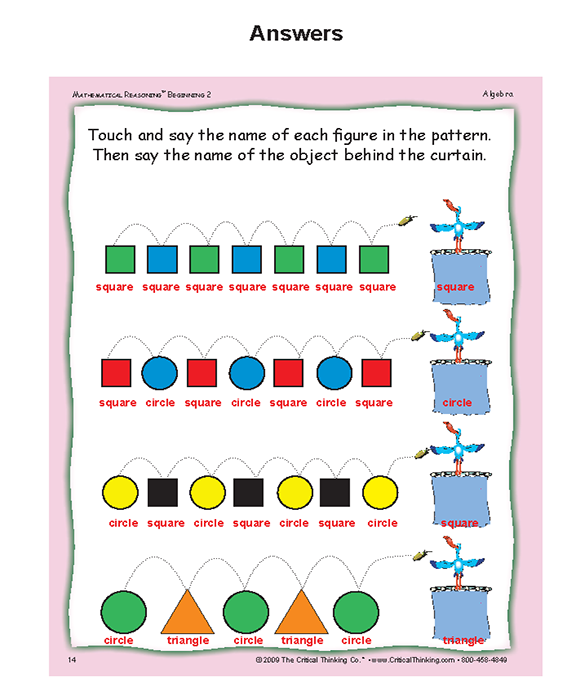 Answers
Mathematical Reasoning™ Beginning 2 Algebra
Touch and say the name of each figure in the pattern.
Then say the name of the object behind the curtain.
square square square square square square square square
square circle square circle square circle square circle
circle square circle square circle square circle square
circle triangle circle triangle circle triangle
14 © 2009 The Critical Thinking Co.™ • www.CriticalThinking.com • 800-458-4849